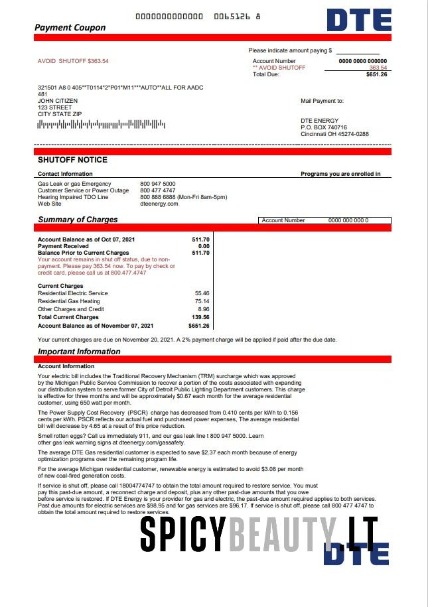 0000000000000 0065126 8
DTE
Payment Coupon
Please indicate amount paying $
AVOID SHUTOFF $363.54
Account Number 0000 000 000000
** AVOID SHUTOFF 363.54
Total Due: $651.26
321501 A8 0 405**T0114*2*P01*M11***AUTO**ALL FOR AADC
481
JOHN CITIZEN
123 STREET
CITY STATE ZIP
Mail Payment to:
DTE ENERGY
P.O. BOX 740716
Cincinnati OH 45274-0288
SHUTOFF NOTICE
Contact Information Programs you are enrolled in
Gas Leak or gas Emergency 800 947 5000
Customer Service or Power Outage 800 477 4747
Hearing Impaired TDO Line 800 888 6886 (Mon-Fri 8am-5pm)
Web Site dteenergy.com
Summary of Charges
Account Number 0000 000 000 0
Account Balance as of Oct 07, 2021 511.70
Payment Received 0.00
Balance Prior to Current Charges 511.70
Your account remains in shut off status, due to non-
payment. Please pay 363.54 now. To pay by check or
credit card, please call us at 800.477.4747
Current Charges
Residential Electric Service 55.46
Residential Gas Heating 75.14
Other Charges and Credits 8.96
Total Current Charges 139.56
Account Balance as of November 07, 2021 $651.26
Your current charges are due on November 20, 2021. A 2% payment charge will be applied if paid after the due date.
Important Information
Account Information
Your electric bill includes the Traditional Recovery Mechanism (TRM) surcharge which was approved
by the Michigan Public Service Commission to recover a portion of the costs associated with expanding
our distribution system to serve former City of Detroit Public Lighting Department customers. This charge
is effective for three months and will be approximately $0.67 each month for the average residential
customer, using 650 watt per month.
The Power Supply Cost Recovery (PSCR) charge has decreased from 0.410 cents per kWh to 0.156
cents per kWh. PSCR reflects our actual fuel and purchased power expenses, The average residential
bill will decrease by 4.65 at a result of this price reduction.
Smell rotten eggs? Call us immediately 911, and our gas leak line t 800 947 5000. Learn
other gas leak warning signs at dteenergy.com/gassafety.
The average DTE Gas residential customer is expected to save $2.37 each month because of energy
optimization programs over the remaining program life.
For the average Michigan residential customer, renewable energy is estimated to avoid $3.08 per month
of new coal-fired generation costs.
If service is shut off, please call 18004774747 to obtain the total amount required to restore service. You must
pay this past-due amount, a reconnect charge and deposit, plus any other past-due amounts that you owe
before service is restored. If DTE Energy is your provider for gas and electric, the past-due amount required applies to both services.
Past due amounts for electric services are $98.95 and for gas services are $96.17. If service is shut off, please call 800 477 4747 to
obtain the total amount required to restore services.
SPICYBEAUTY.LT
DTE